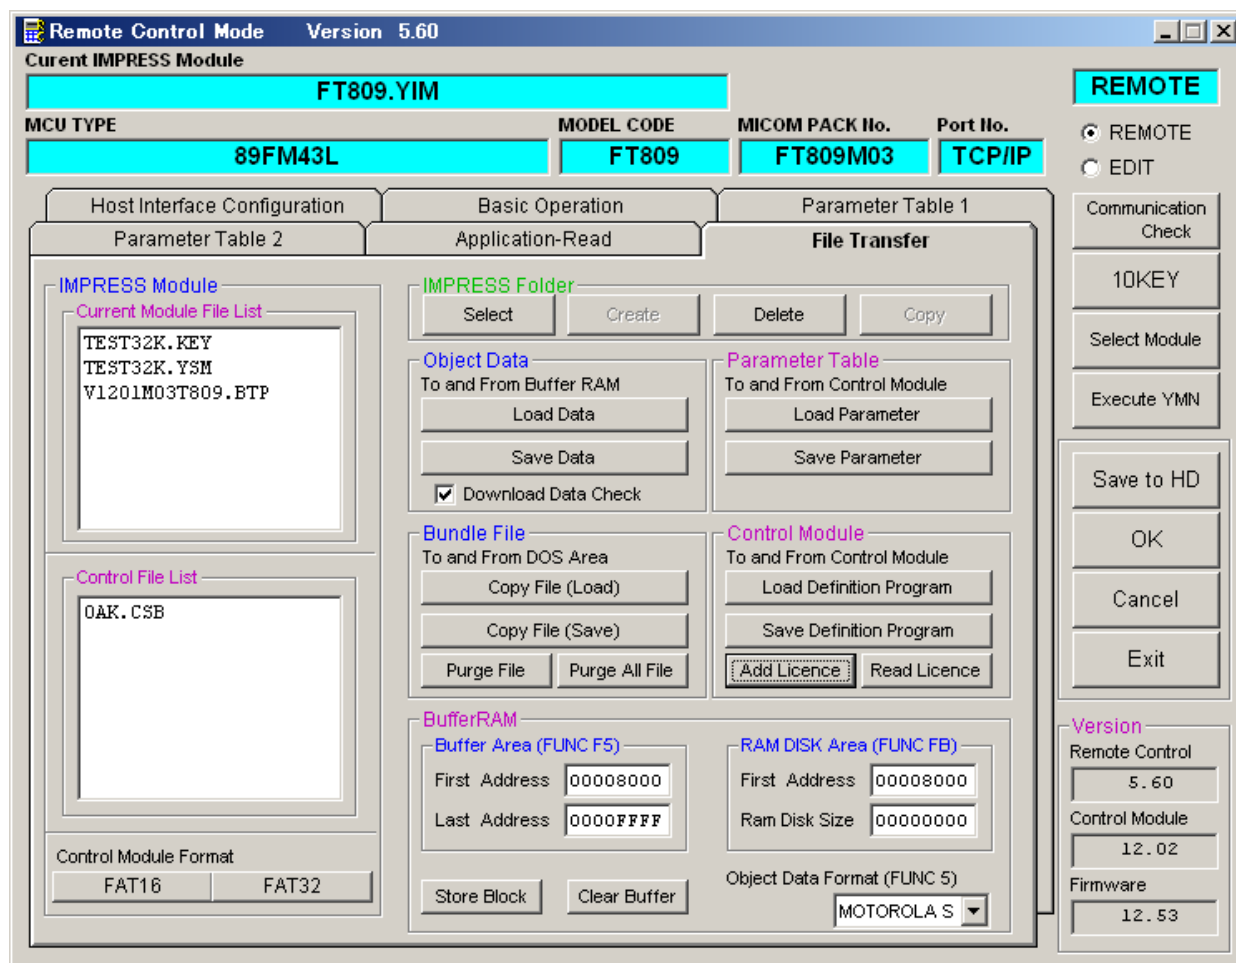 Remote Control Mode Version 5.60
Curent IMPRESS Module
FT809.YIM
REMOTE
MCU TYPE MODEL CODE MICOM PACK No. Port No.
89FM43L FT809 FT809M03 TCP/IP
REMOTE
EDIT
Host Interface Configuration Basic Operation Parameter Table 1
Parameter Table 2 Application-Read File Transfer
Communication
Check
10KEY
Select Module
Execute YMN
IMPRESS Module
Current Module File List
TEST32K.KEY
TEST32K.YSM
V1201M03T809.BTP
Control File List
OAK.CSB
Control Module Format
FAT16 FAT32
IMPRESS Folder
Select Create Delete Copy
Object Data
To and From Buffer RAM
Load Data
Save Data
Download Data Check
Parameter Table
To and From Control Module
Load Parameter
Save Parameter
Bundle File
To and From DOS Area
Copy File (Load)
Copy File (Save)
Purge File Purge All File
Control Module
To and From Control Module
Load Definition Program
Save Definition Program
Add Licence Read Licence
BufferRAM
Buffer Area (FUNC F5)
First Address 00008000
Last Address 0000FFFF
RAM DISK Area (FUNC FB)
First Address 00008000
Ram Disk Size 00000000
Store Block Clear Buffer
Object Data Format (FUNC 5)
MOTOROLA S
Save to HD
OK
Cancel
Exit
Version
Remote Control
5.60
Control Module
12.02
Firmware
12.53